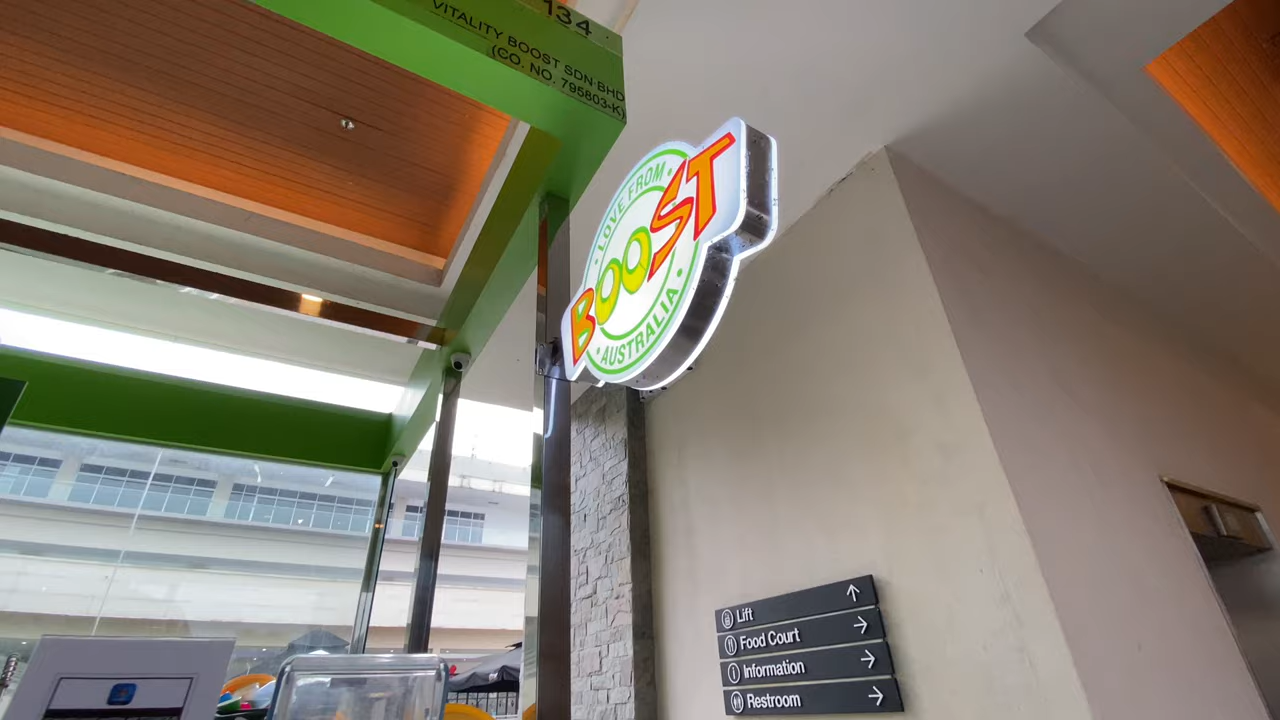 134
VITALITY BOOST SDN·BHD
(CO. NO. 795803-K)
LOVE FROM
BOOST
AUSTRALIA
Lift
Food Court
Information
Restroom